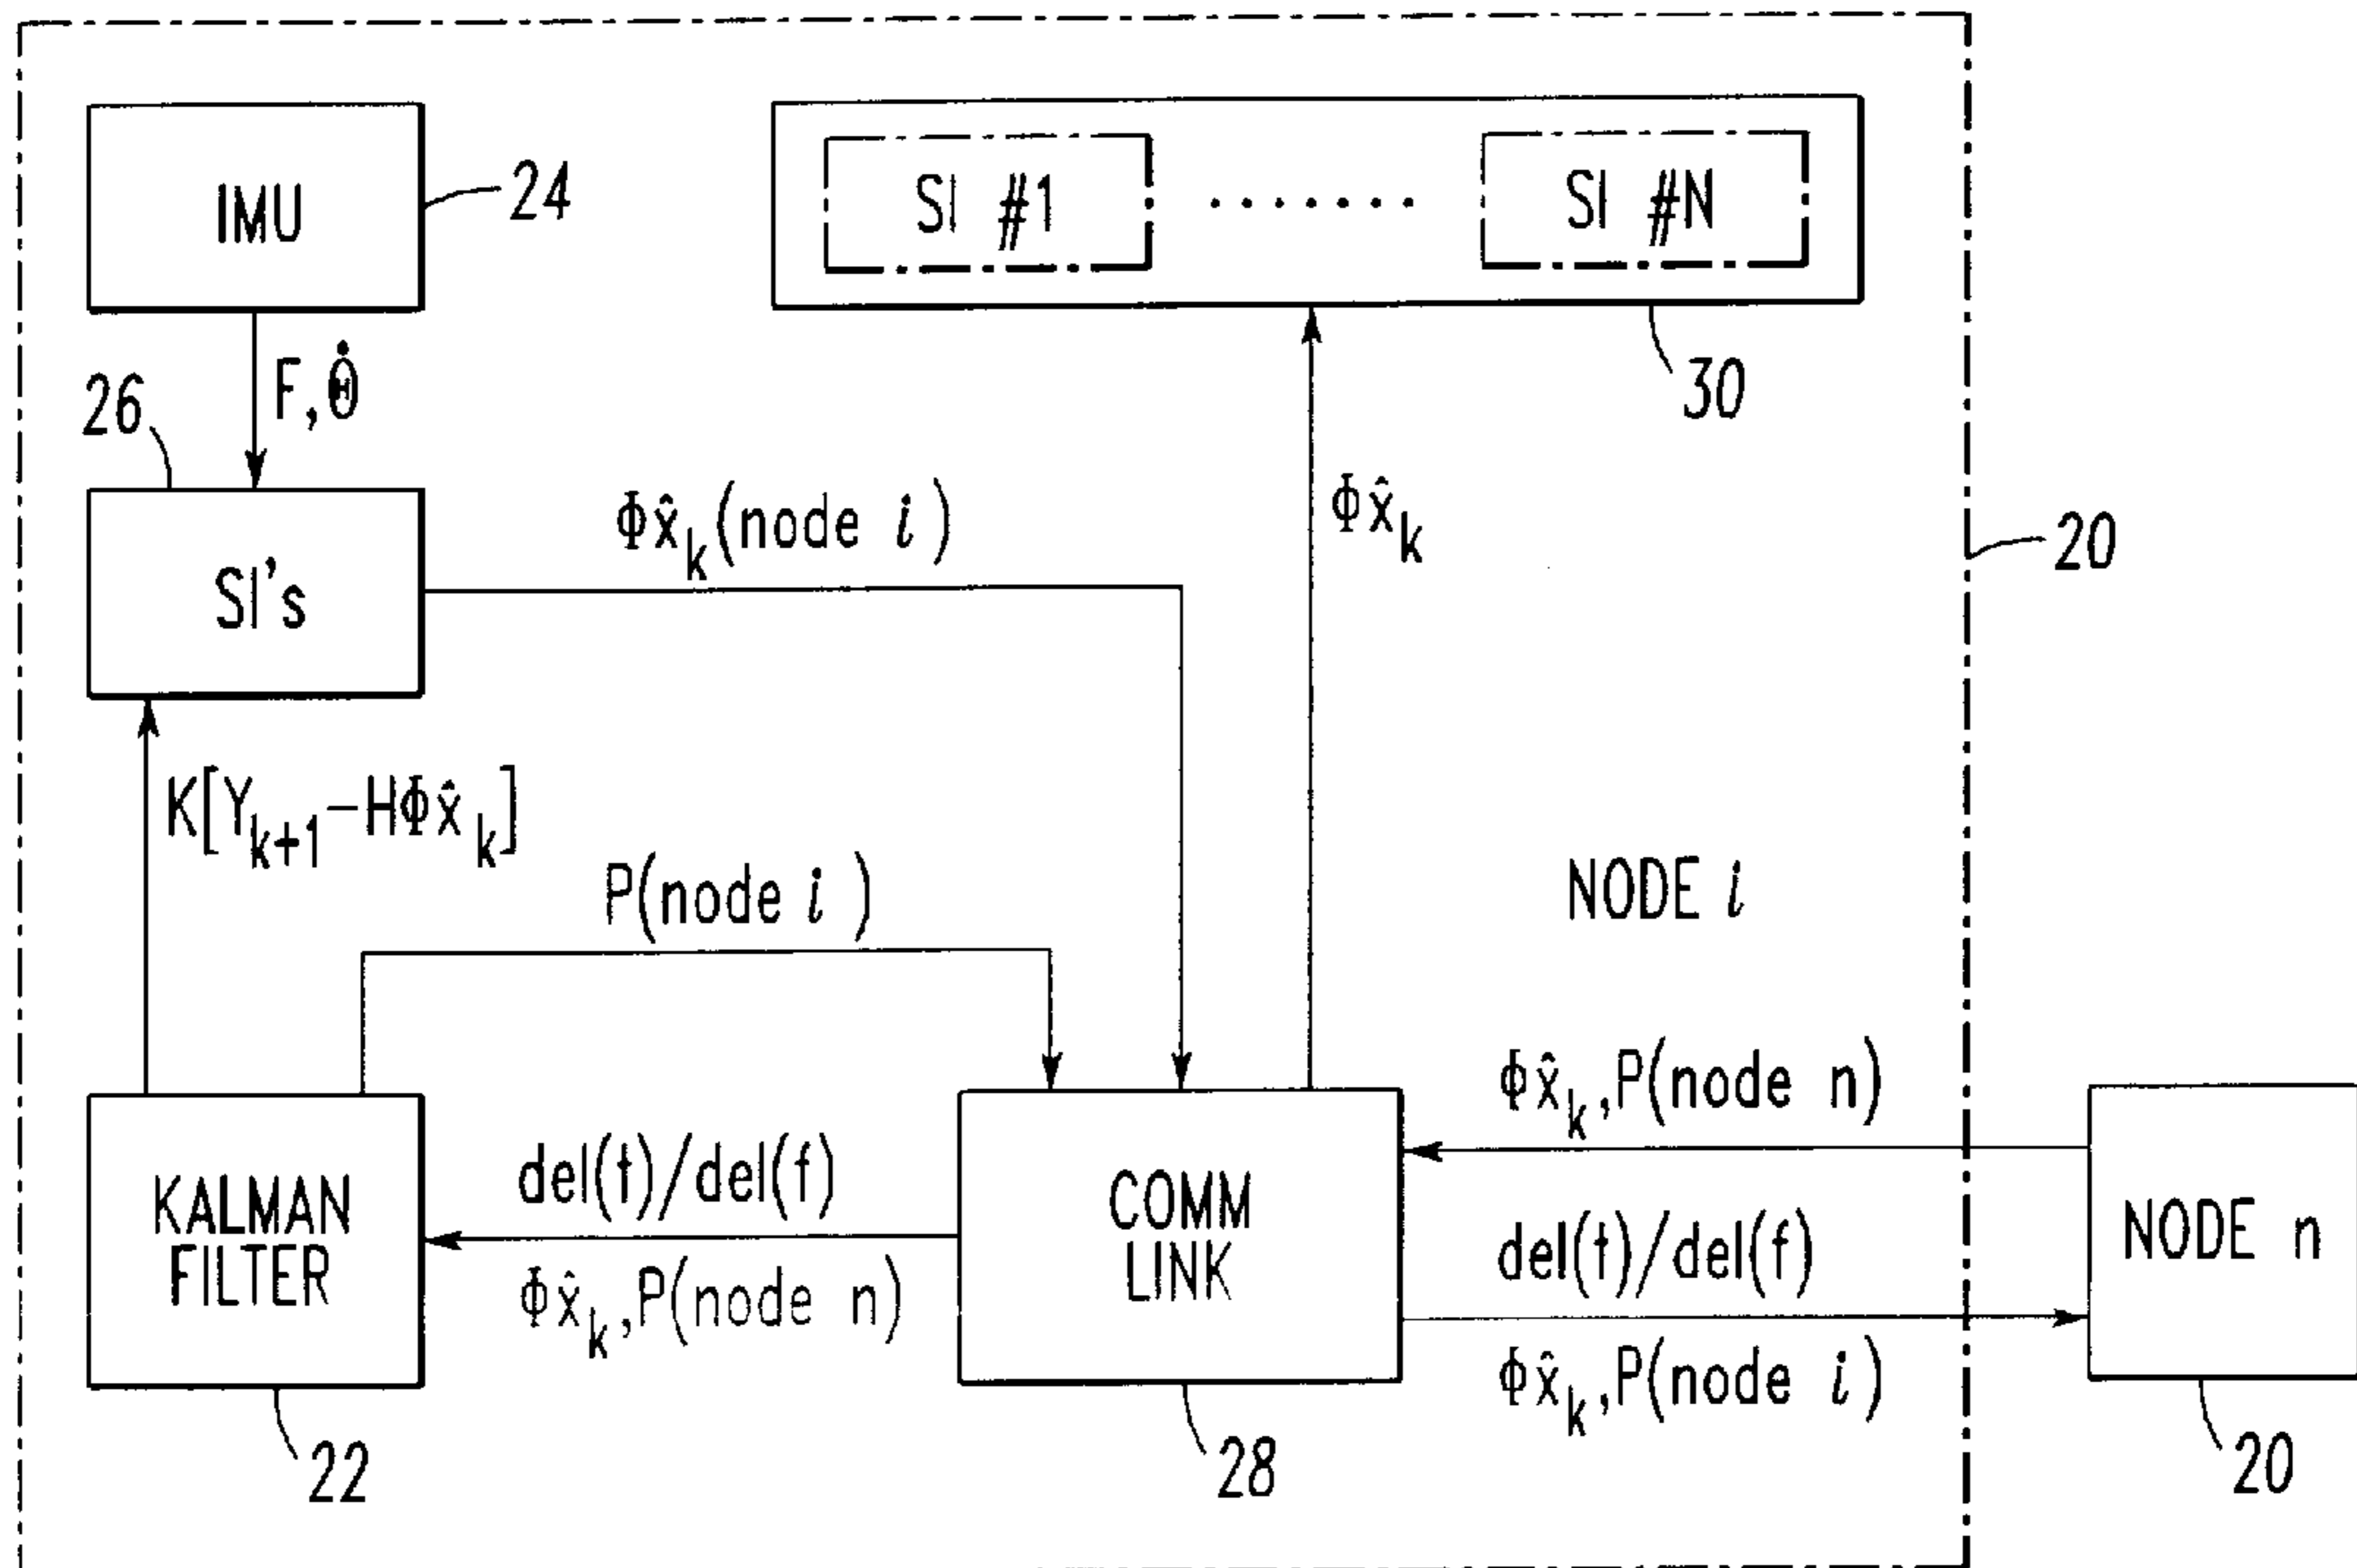 IMU
24
SI #1 ······· SI #N
30
F, Θ̇
26
SI's
Φx̂k(node i)
Φx̂k
20
K[Yk+1−HΦx̂k]
P(node i)
NODE i
KALMAN
FILTER
22
del(t)/del(f)
Φx̂k,P(node n)
COMM
LINK
28
Φx̂k,P(node n)
del(t)/del(f)
Φx̂k,P(node i)
NODE n
20